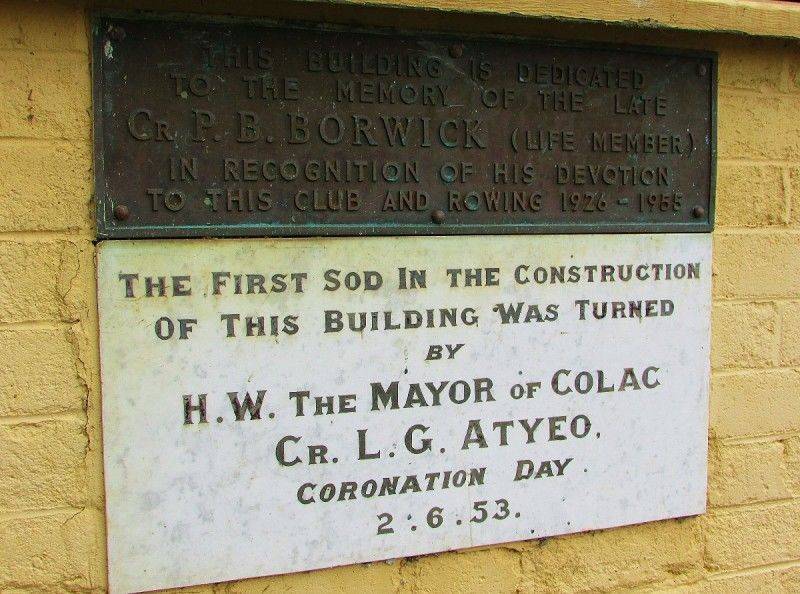 THIS BUILDING IS DEDICATED
TO THE MEMORY OF THE LATE
CR P. B. BORWICK (LIFE MEMBER)
IN RECOGNITION OF HIS DEVOTION
TO THIS CLUB AND ROWING 1926 - 1955
THE FIRST SOD IN THE CONSTRUCTION
OF THIS BUILDING WAS TURNED
BY
H.W. THE MAYOR OF COLAC
CR. L.G. ATYEO.
CORONATION DAY.
2.6.53.